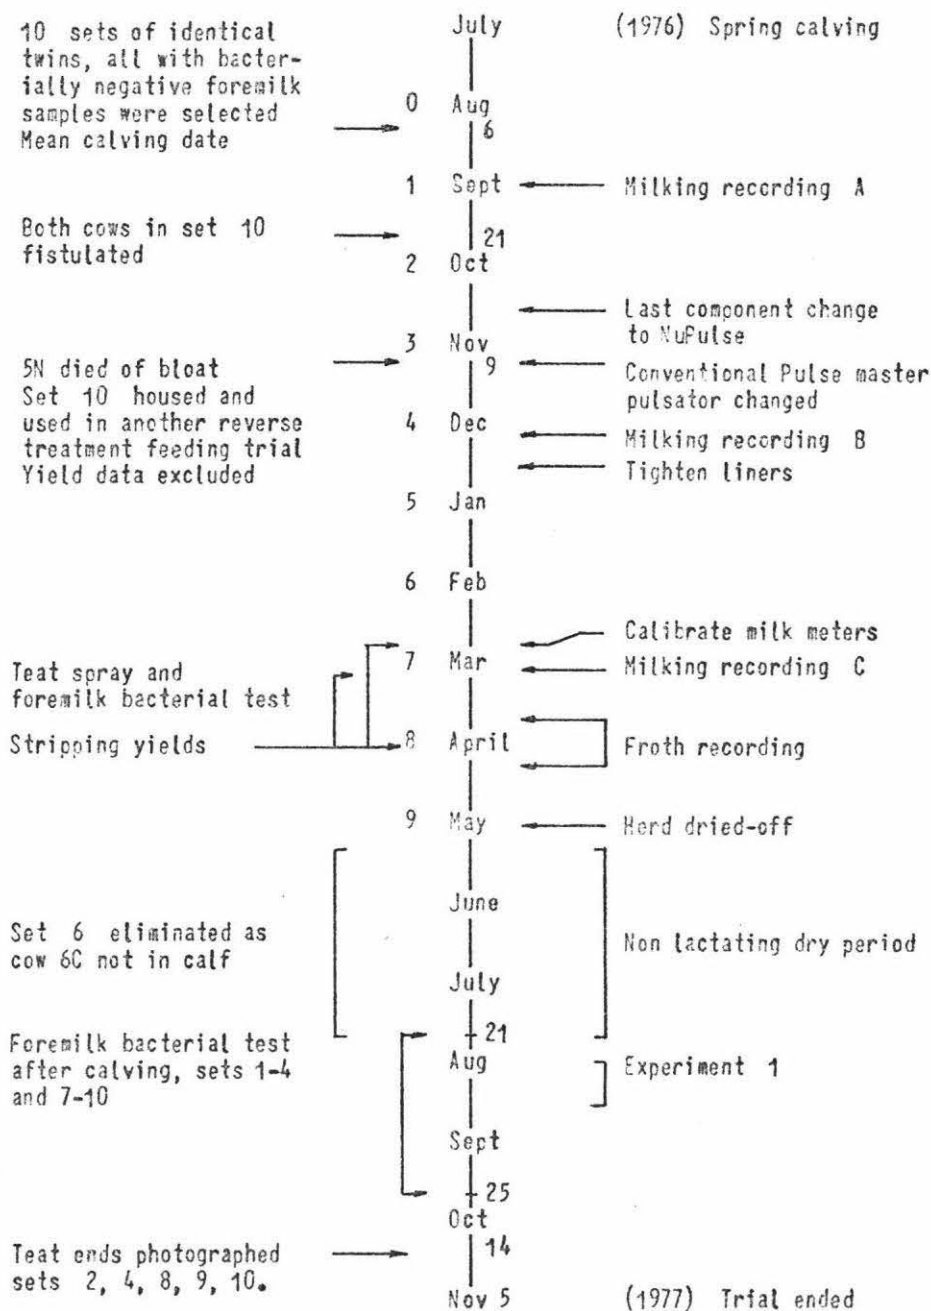 July (1976) Spring calving
10 sets of identical
twins, all with bacter-
ially negative foremilk
samples were selected
Mean calving date
0 Aug
6
1 Sept Milking recording A
Both cows in set 10
fistulated
21
2 Oct
Last component change
to NuPulse
3 Nov
9
5N died of bloat
Set 10 housed and
used in another reverse
treatment feeding trial
Yield data excluded
Conventional Pulse master
pulsator changed
4 Dec
Milking recording B
Tighten liners
5 Jan
6 Feb
Calibrate milk meters
7 Mar
Milking recording C
Teat spray and
foremilk bacterial test
Stripping yields
8 April
Froth recording
9 May
Herd dried-off
June
Set 6 eliminated as
cow 6C not in calf
Non lactating dry period
July
21
Foremilk bacterial test
after calving, sets 1-4
and 7-10
Aug
Experiment 1
Sept
25
Oct
14
Teat ends photographed
sets 2, 4, 8, 9, 10.
Nov 5 (1977) Trial ended